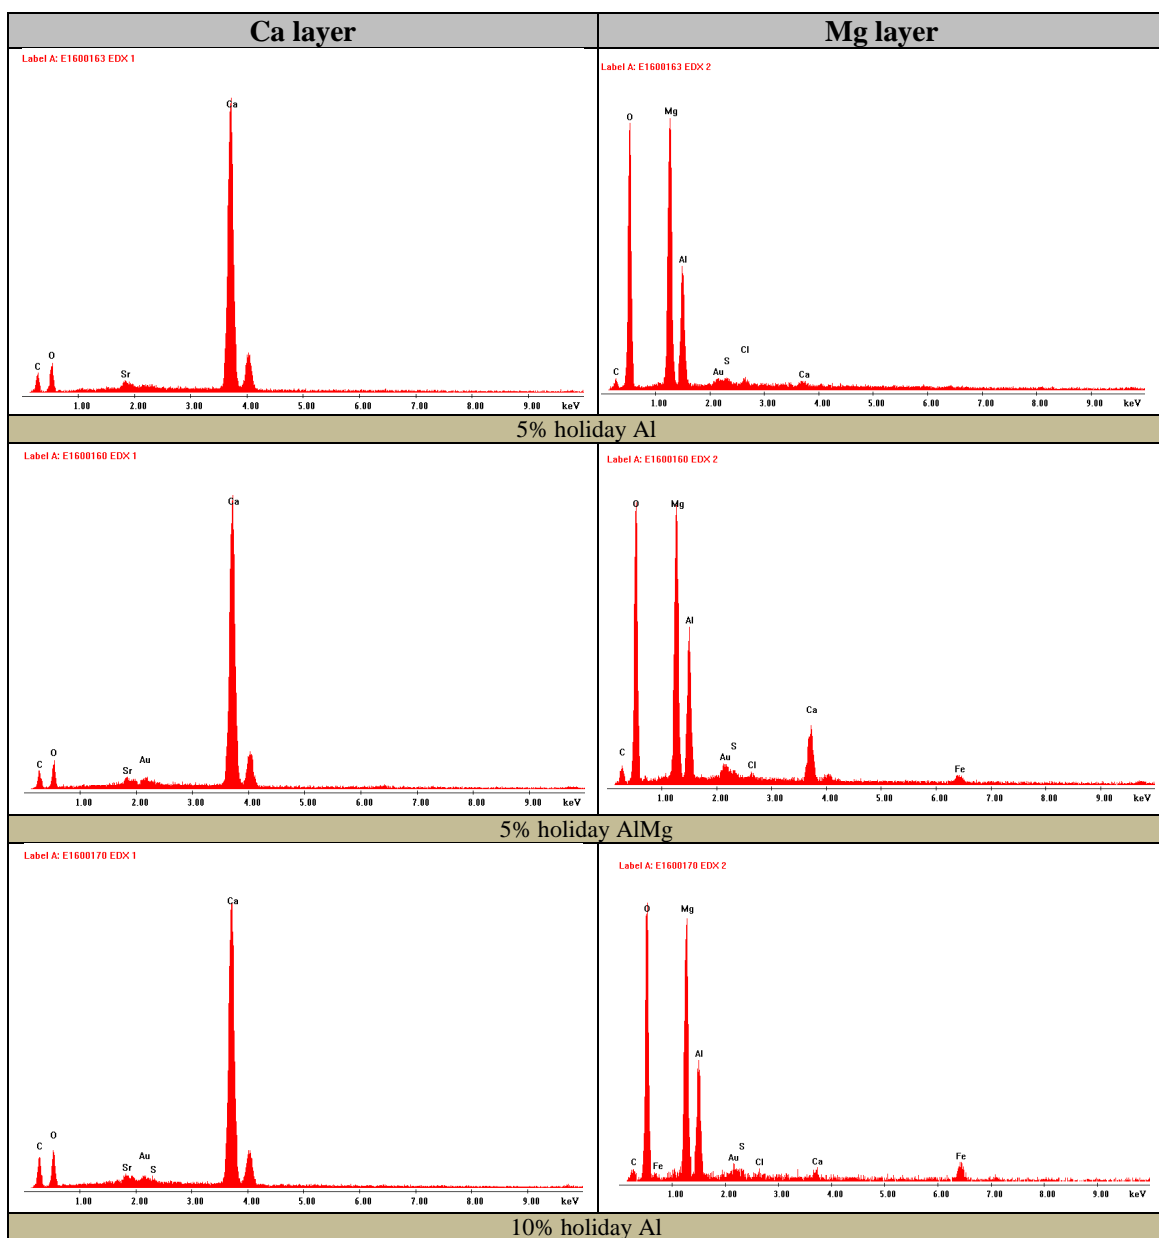 Ca layer
Mg layer
Label A: E1600163 EDX 1
Ca
C
O
Sr
1.00 2.00 3.00 4.00 5.00 6.00 7.00 8.00 9.00 keV
Label A: E1600163 EDX 2
O
Mg
Al
C
Au
S
Cl
Ca
1.00 2.00 3.00 4.00 5.00 6.00 7.00 8.00 9.00 keV
5% holiday Al
Label A: E1600160 EDX 1
Ca
C
O
Sr
Au
1.00 2.00 3.00 4.00 5.00 6.00 7.00 8.00 9.00 keV
Label A: E1600160 EDX 2
O
Mg
Al
C
Au
S
Cl
Ca
Fe
1.00 2.00 3.00 4.00 5.00 6.00 7.00 8.00 9.00 keV
5% holiday AlMg
Label A: E1600170 EDX 1
Ca
C
O
Sr
Au
S
1.00 2.00 3.00 4.00 5.00 6.00 7.00 8.00 9.00 keV
Label A: E1600170 EDX 2
O
Mg
Al
C
Fe
Au
S
Cl
Ca
Fe
1.00 2.00 3.00 4.00 5.00 6.00 7.00 8.00 9.00 keV
10% holiday Al